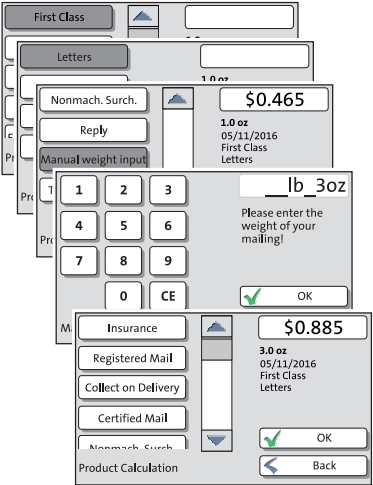 First Class
Letters
1.0 oz
Nonmach. Surch.
$0.465
Reply
1.0 oz
05/11/2016
First Class
Letters
Manual weight input
T
Pr
Pro
Pro
1 2 3
__lb_3oz
Please enter the
weight of your
mailing!
4 5 6
7 8 9
0 CE
OK
M
Insurance
$0.885
Registered Mail
3.0 oz
05/11/2016
First Class
Letters
Collect on Delivery
Certified Mail
Nonmach. Surch.
OK
Product Calculation
Back